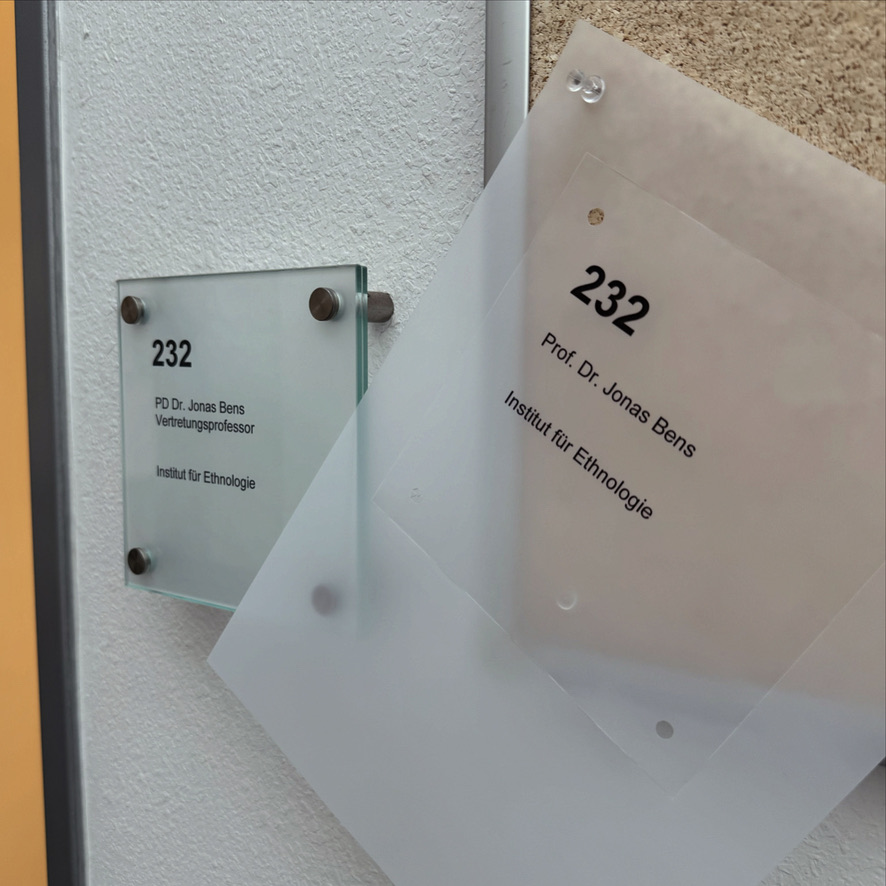 232
PD Dr. Jonas Bens
Vertretungsprofessor
Institut für Ethnologie
232
Prof. Dr. Jonas Bens
Institut für Ethnologie